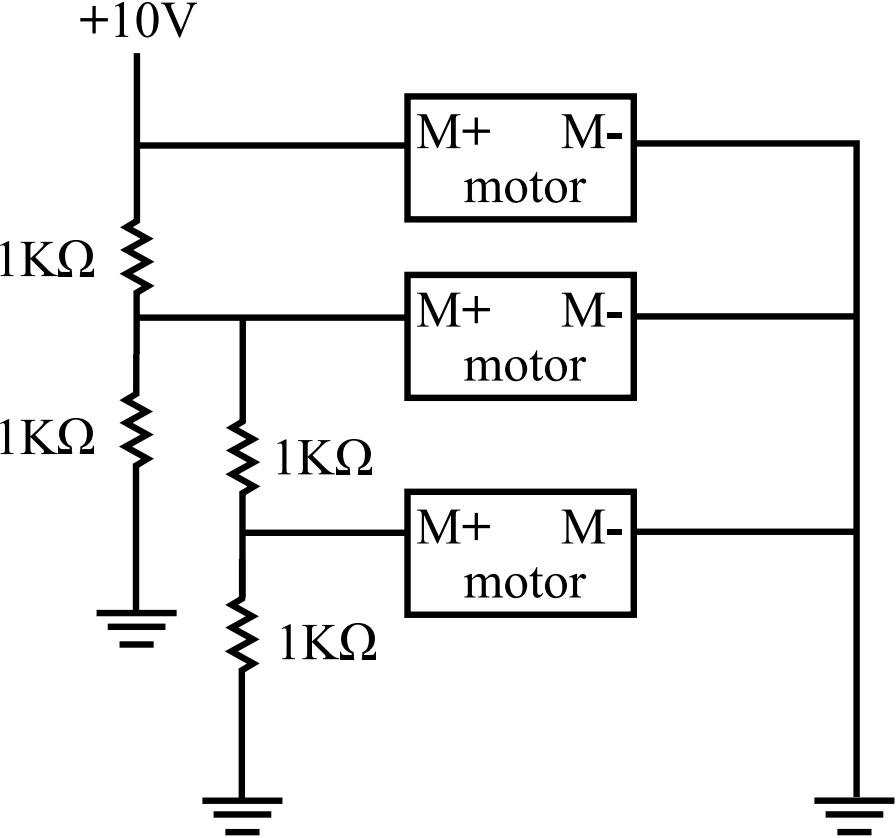 +10V
M+ M-
motor
1KΩ
M+ M-
motor
1KΩ
1KΩ
M+ M-
motor
1KΩ